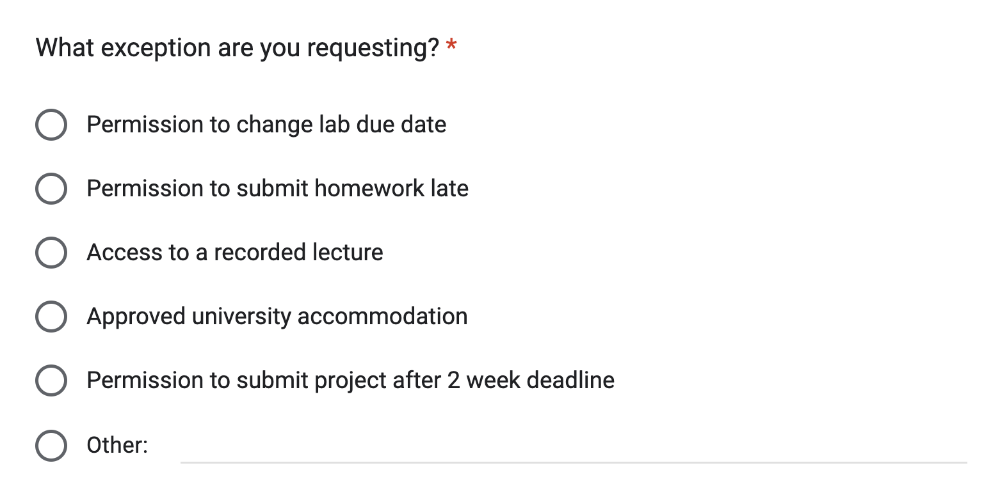 What exception are you requesting? *
Permission to change lab due date
Permission to submit homework late
Access to a recorded lecture
Approved university accommodation
Permission to submit project after 2 week deadline
Other: